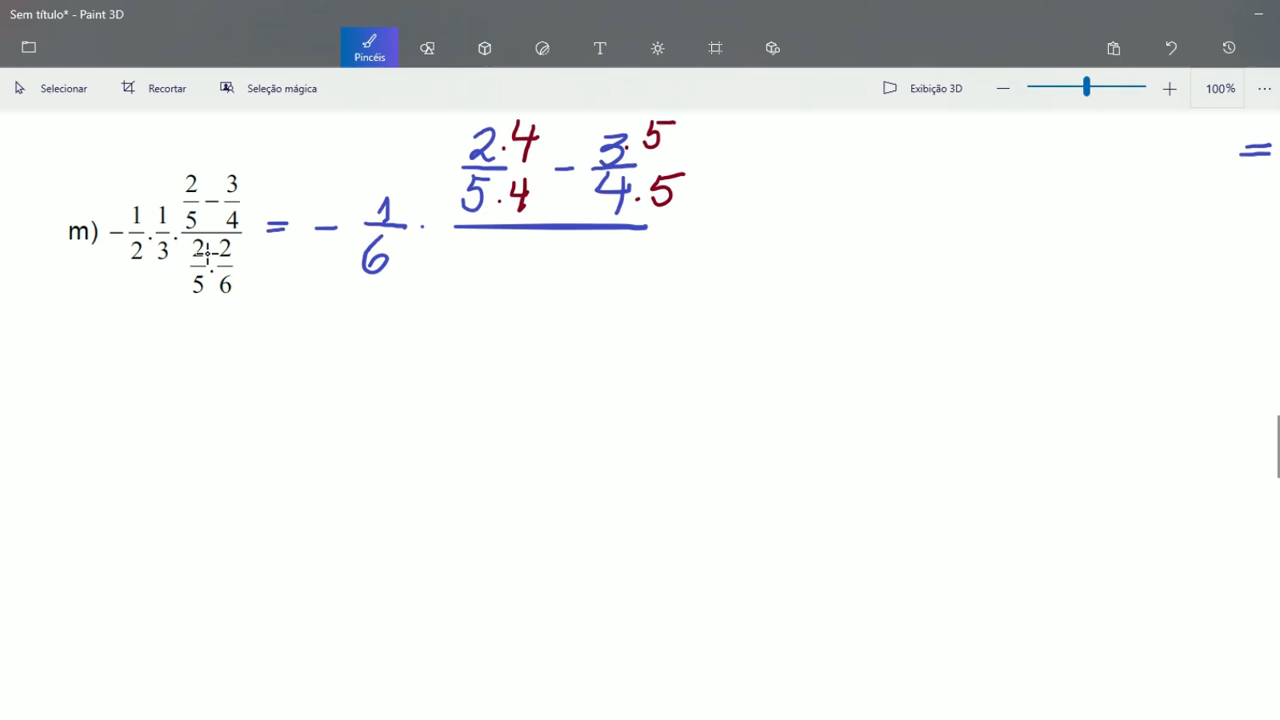 Sem título* - Paint 3D
Pincéis
Selecionar Recortar Seleção mágica Exibição 3D 100%
m) -1/2 . 1/3 . (2/5 - 3/4)/(2/5 . 2/6) = - 1/6 . (2·4/5·4 - 3·5/4·5)
=